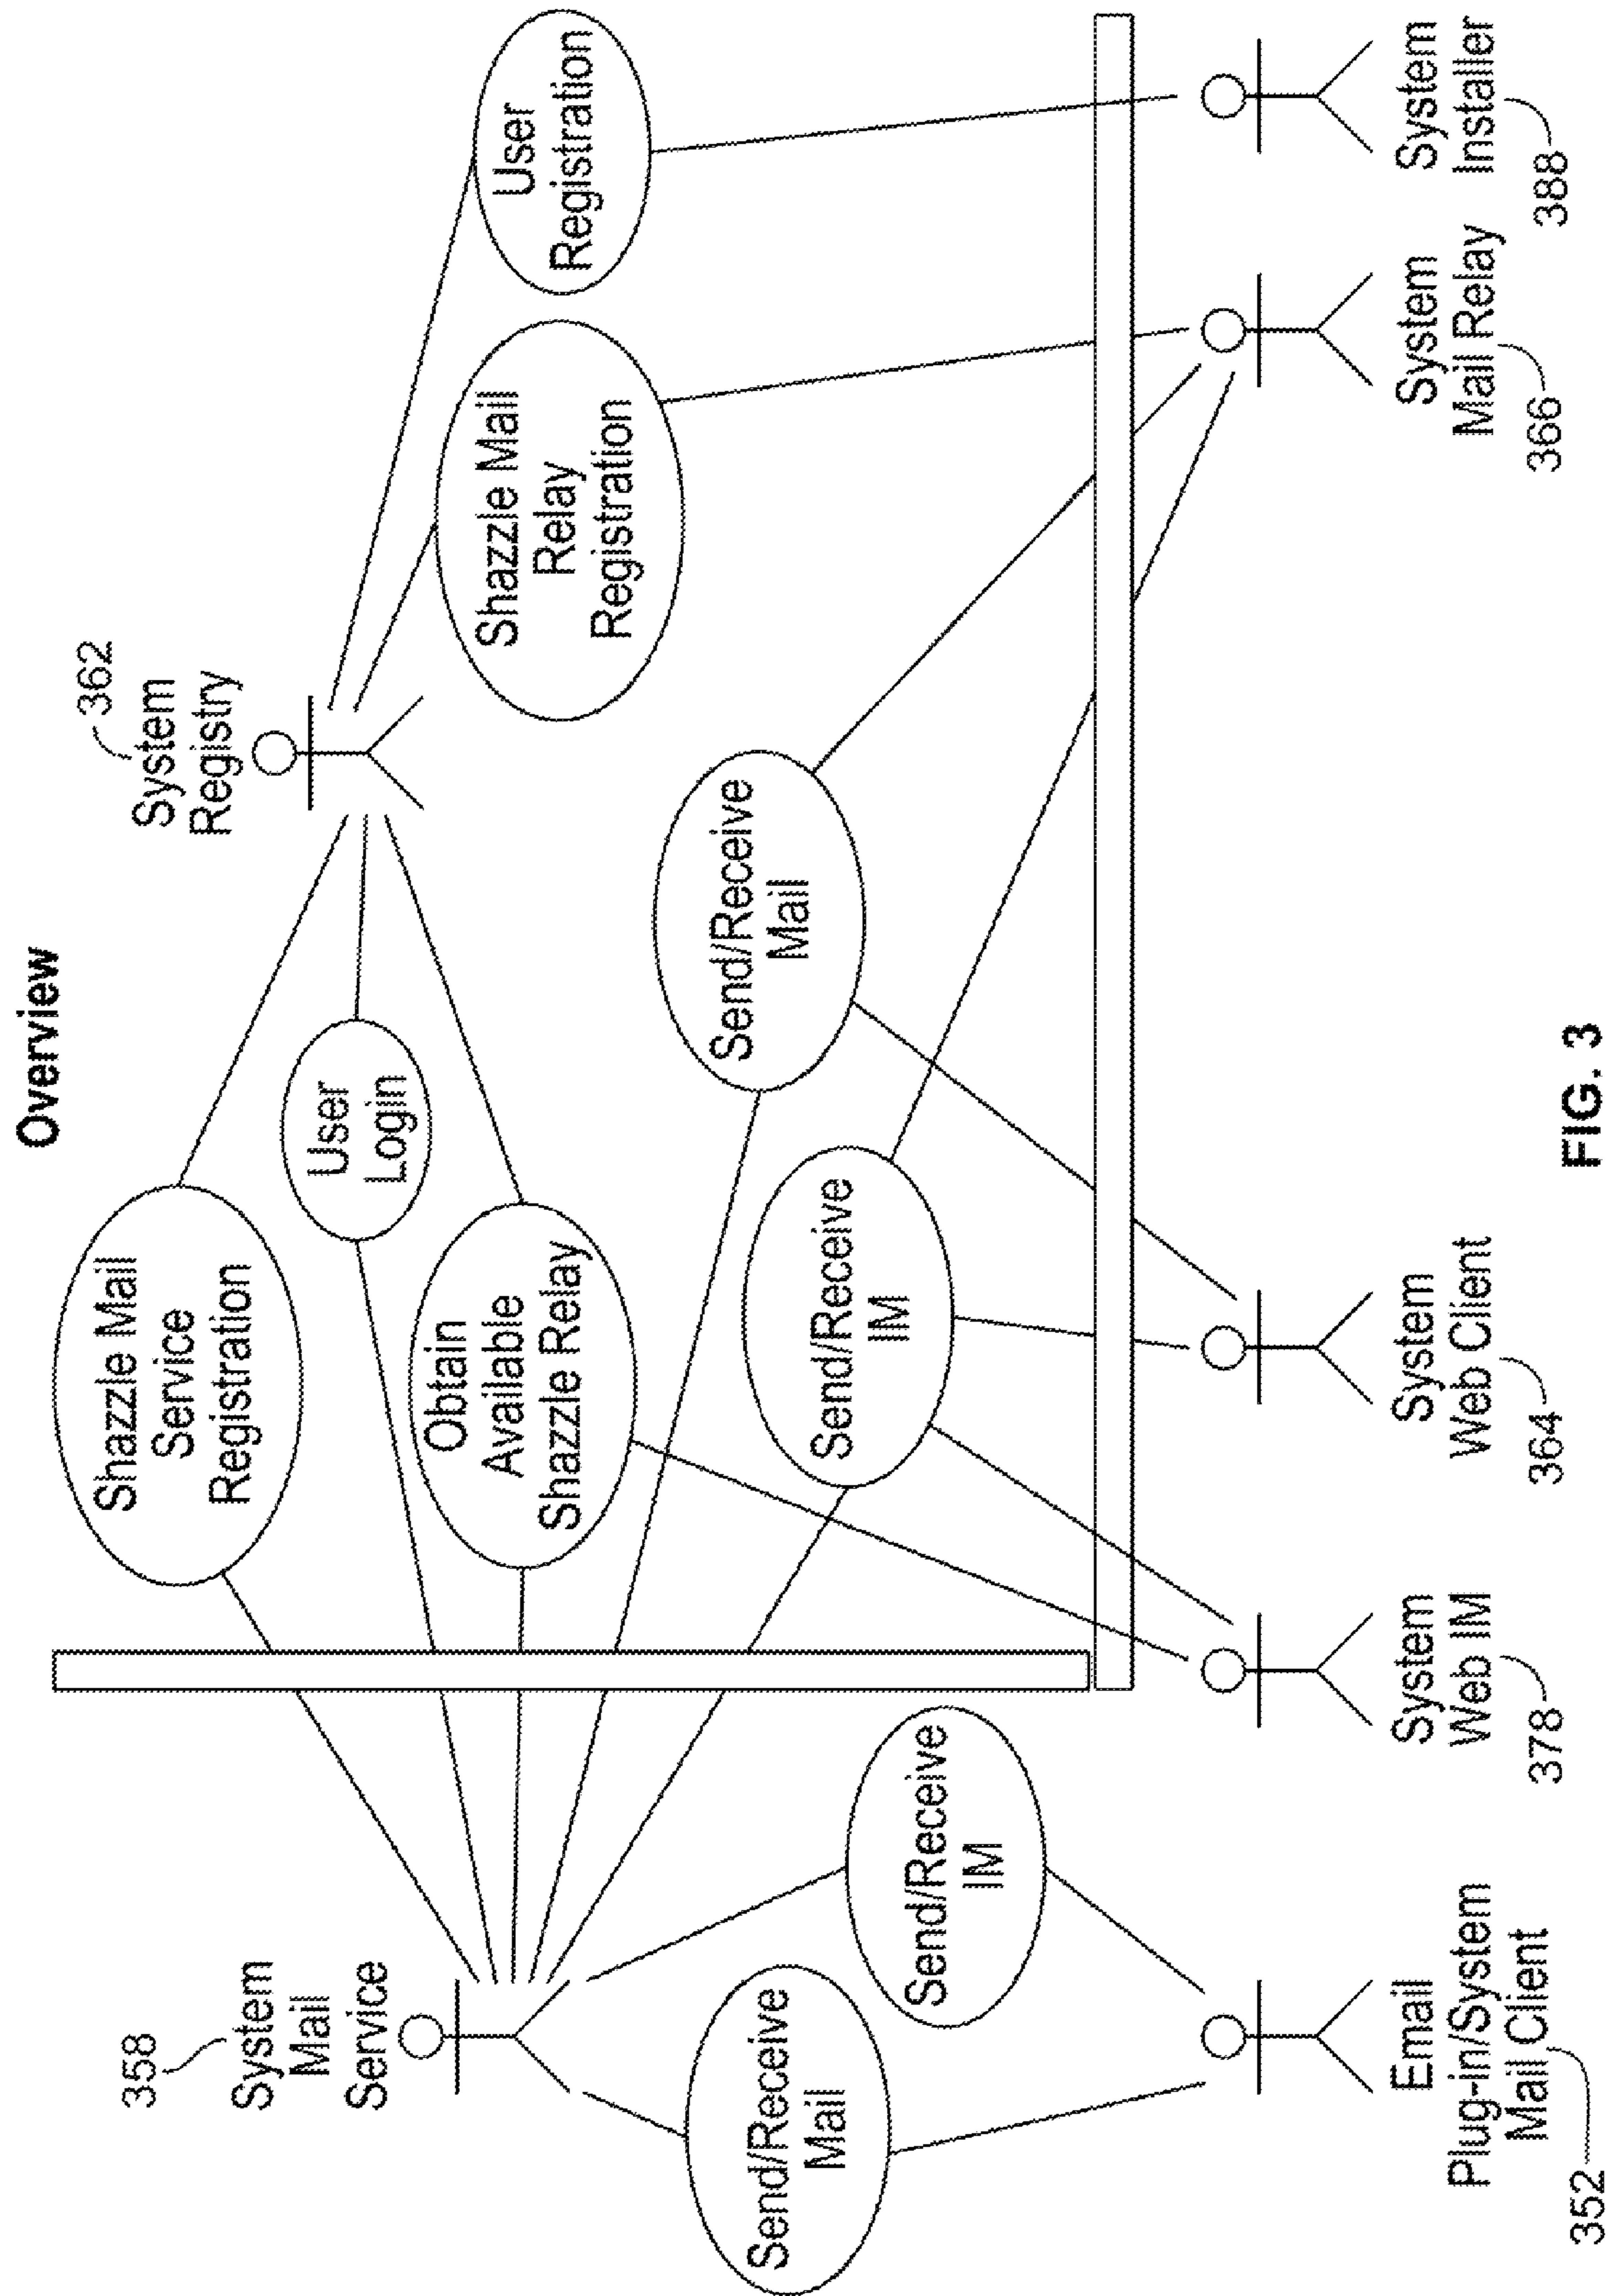 Overview
358
System
Mail
Service
362
System
Registry
Shazzle Mail
Service
Registration
User
Login
Obtain
Available
Shazzle Relay
Shazzle Mail
Relay
Registration
User
Registration
Send/Receive
Mail
Send/Receive
IM
Send/Receive
Mail
Send/Receive
IM
Email
Plug-in/System
Mail Client
352
System
Web IM
378
System
Web Client
364
System
Mail Relay
366
System
Installer
388
FIG. 3